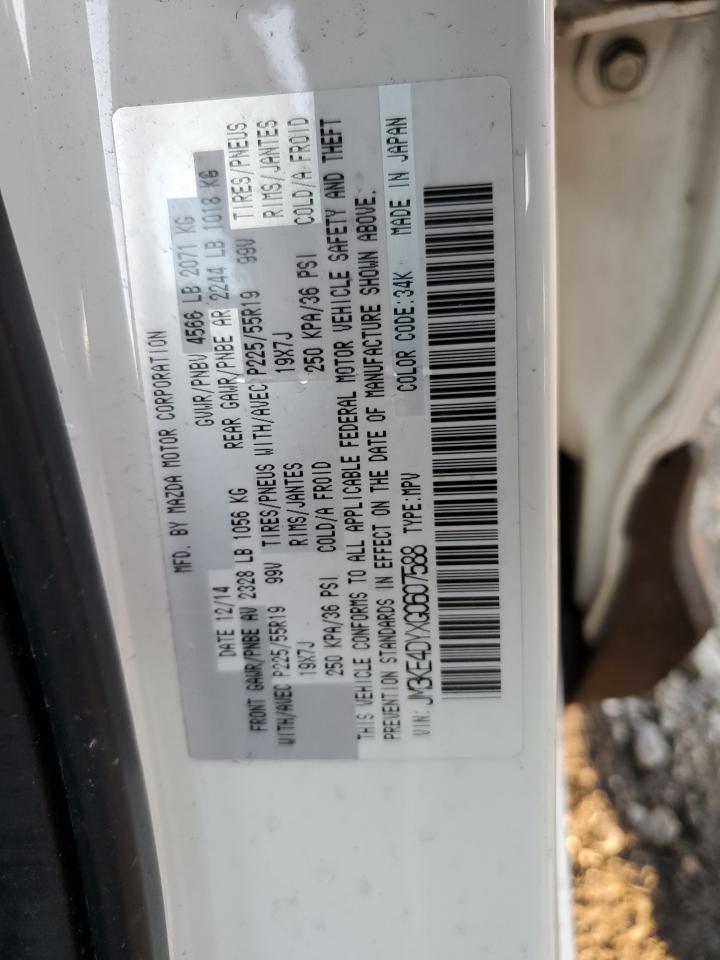 MFD. BY MAZDA MOTOR CORPORATION
DATE 12/14 GVWR/PNBV 4566 LB 2071 KG
FRONT GAWR/PNBE AV 2328 LB 1056 KG REAR GAWR/PNBE AR 2244 LB 1018 KG
WITH/AVEC P225/55R19 99V TIRES/PNEUS WITH/AVEC P225/55R19 99V TIRES/PNEUS
19X7J RIMS/JANTES 19X7J RIMS/JANTES
250 KPA/36 PSI COLD/A FROID 250 KPA/36 PSI COLD/A FROID
THIS VEHICLE CONFORMS TO ALL APPLICABLE FEDERAL MOTOR VEHICLE SAFETY AND THEFT
PREVENTION STANDARDS IN EFFECT ON THE DATE OF MANUFACTURE SHOWN ABOVE.
VIN: JM3KE4DYXG0607588 TYPE:MPV COLOR CODE:34K MADE IN JAPAN